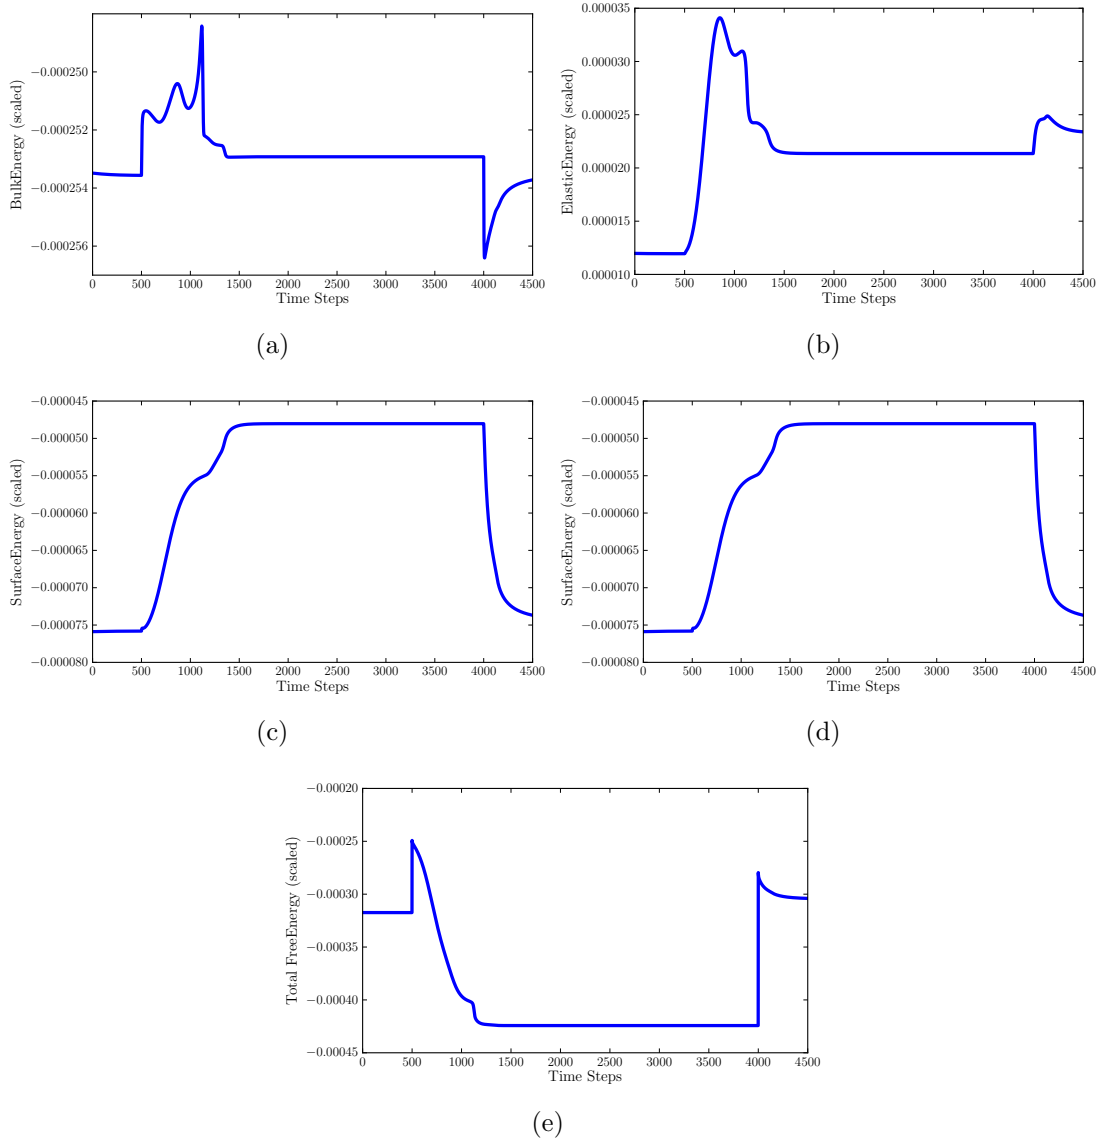 −0.000250
−0.000252
−0.000254
−0.000256
BulkEnergy (scaled)
0 500 1000 1500 2000 2500 3000 3500 4000 4500
Time Steps
(a)
0.000035
0.000030
0.000025
0.000020
0.000015
0.000010
ElasticEnergy (scaled)
0 500 1000 1500 2000 2500 3000 3500 4000 4500
Time Steps
(b)
−0.000045
−0.000050
−0.000055
−0.000060
−0.000065
−0.000070
−0.000075
−0.000080
SurfaceEnergy (scaled)
0 500 1000 1500 2000 2500 3000 3500 4000 4500
Time Steps
(c)
−0.000045
−0.000050
−0.000055
−0.000060
−0.000065
−0.000070
−0.000075
−0.000080
SurfaceEnergy (scaled)
0 500 1000 1500 2000 2500 3000 3500 4000 4500
Time Steps
(d)
−0.00020
−0.00025
−0.00030
−0.00035
−0.00040
−0.00045
Total FreeEnergy (scaled)
0 500 1000 1500 2000 2500 3000 3500 4000 4500
Time Steps
(e)